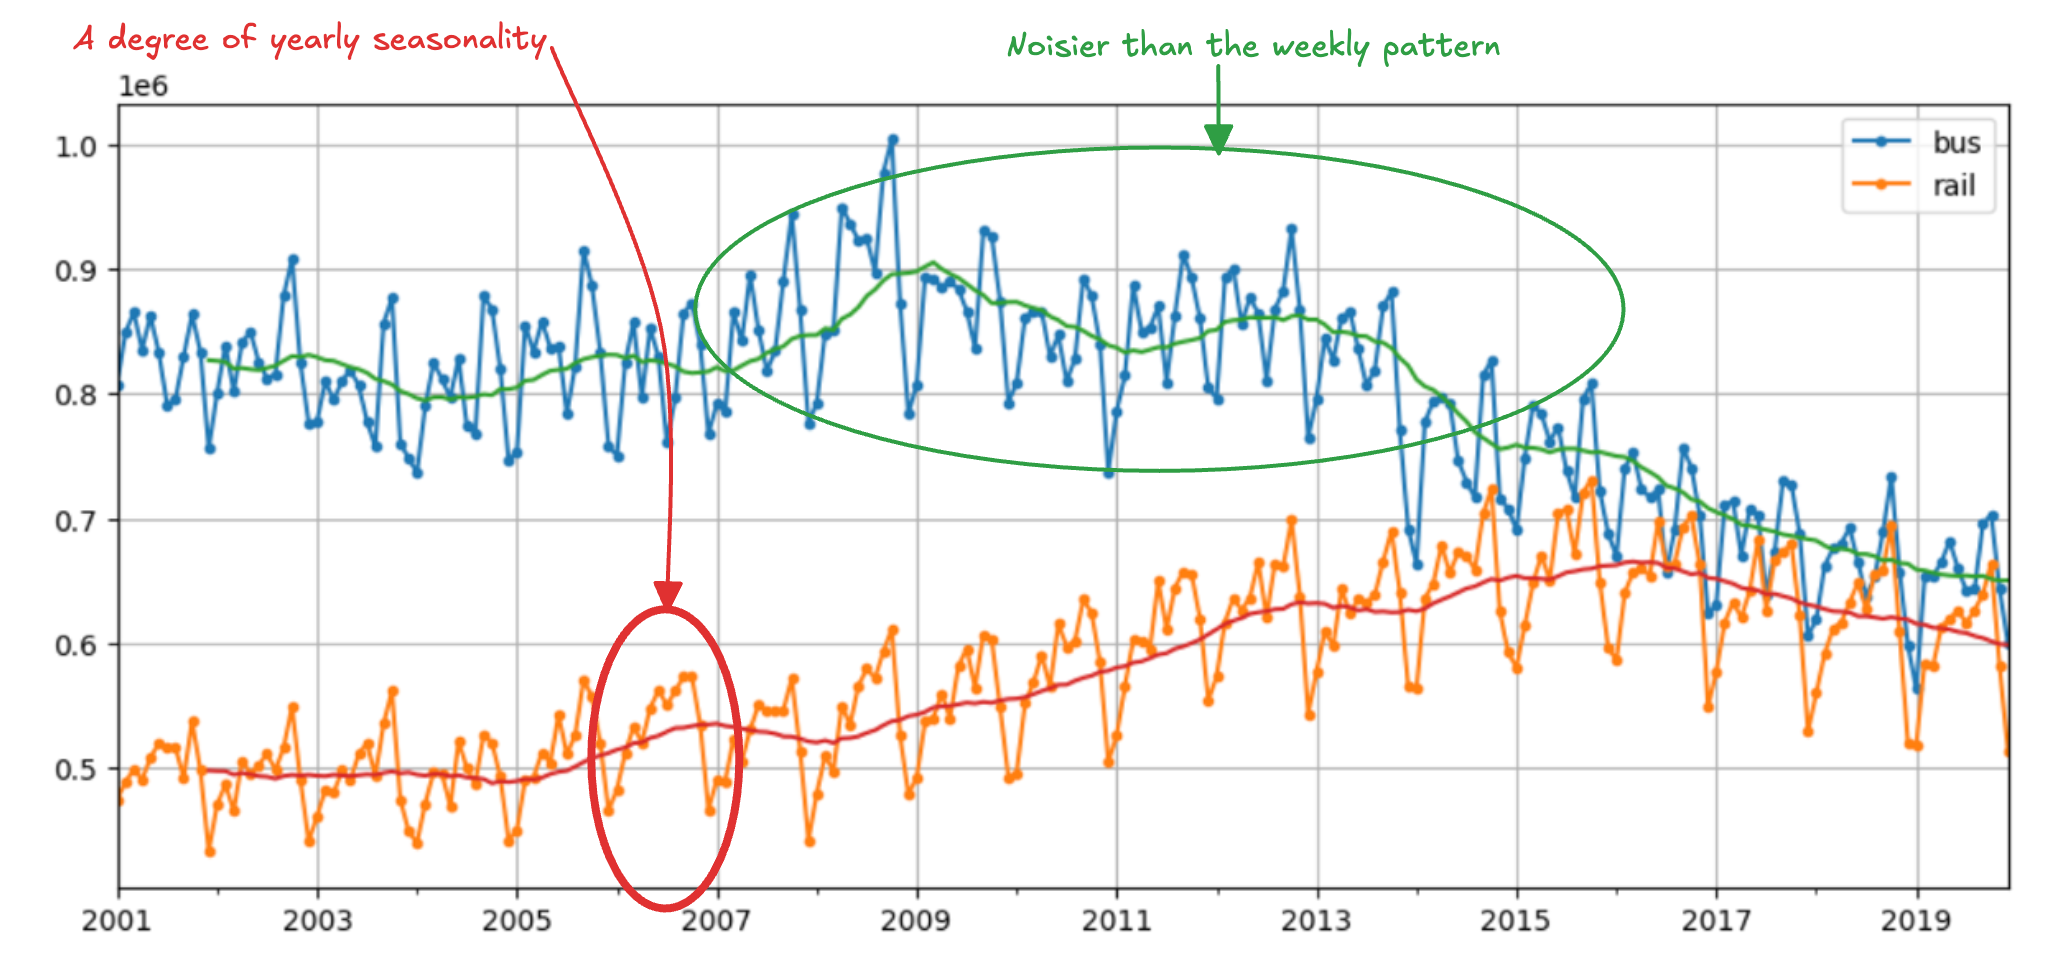 A degree of yearly seasonality
Noisier than the weekly pattern
1e6
bus
rail
1.0
0.9
0.8
0.7
0.6
0.5
2001 2003 2005 2007 2009 2011 2013 2015 2017 2019